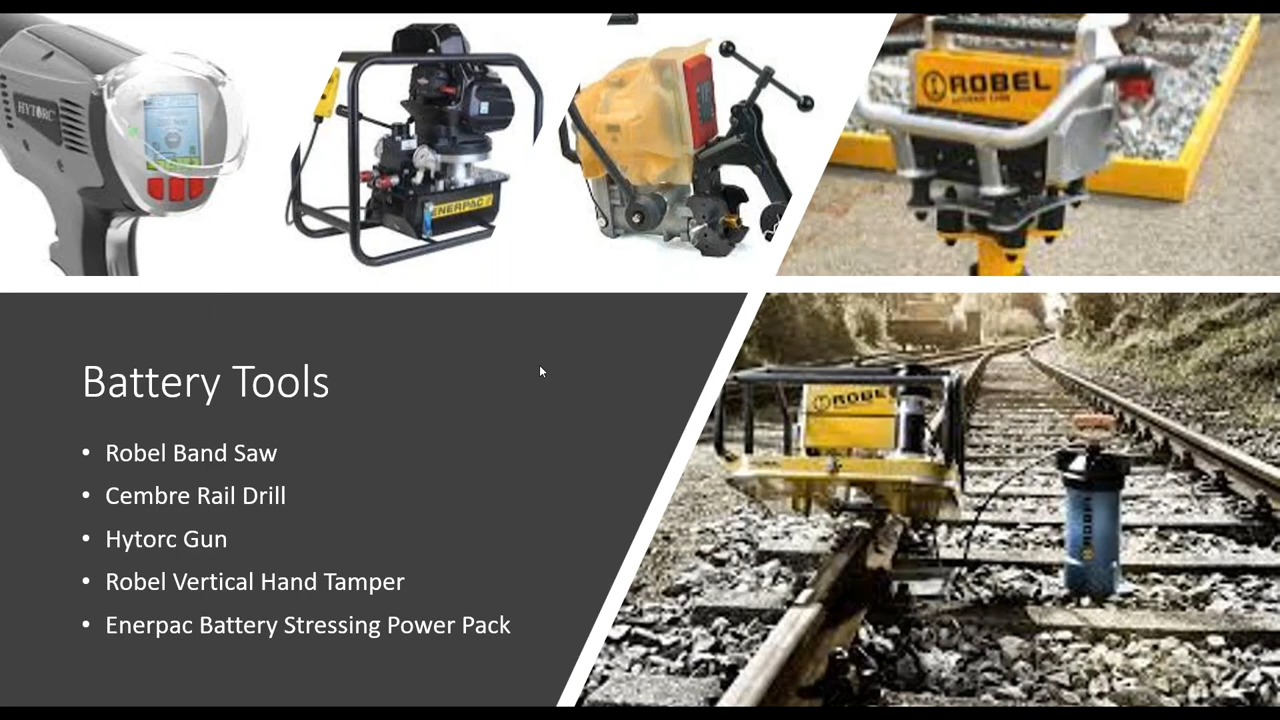 HYTORC
ENERPAC
ROBEL
ROBEL
ROBEL
Battery Tools
• Robel Band Saw
• Cembre Rail Drill
• Hytorc Gun
• Robel Vertical Hand Tamper
• Enerpac Battery Stressing Power Pack